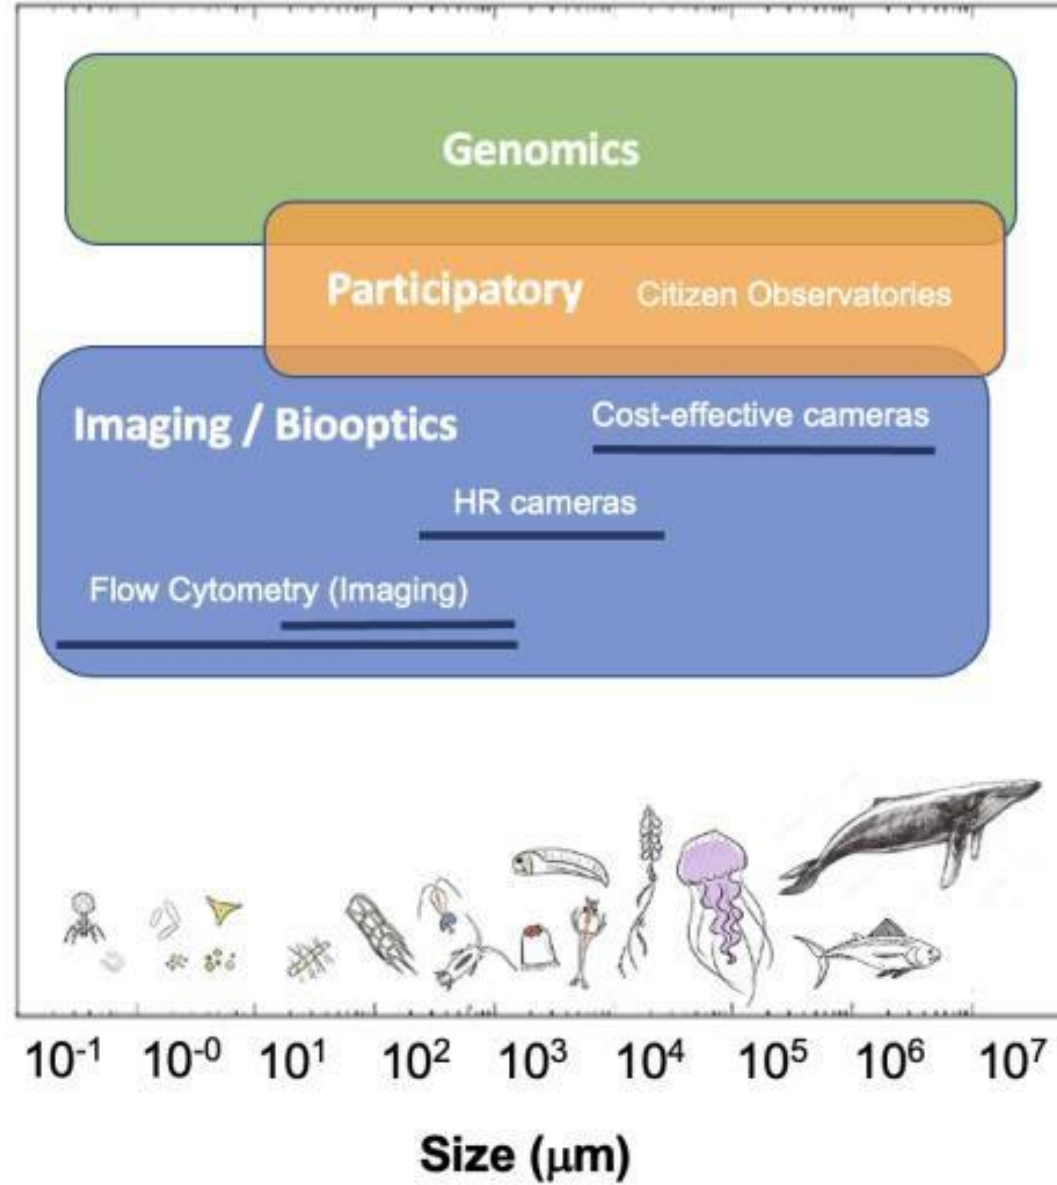 Genomics
Participatory Citizen Observatories
Imaging / Biooptics
Cost-effective cameras
HR cameras
Flow Cytometry (Imaging)
10⁻¹ 10⁻⁰ 10¹ 10² 10³ 10⁴ 10⁵ 10⁶ 10⁷
Size (μm)